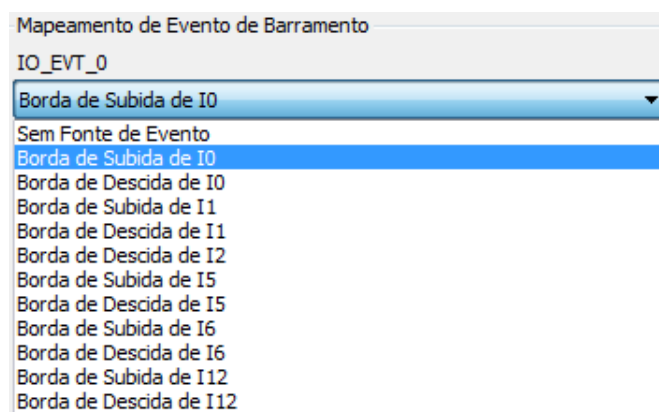 Mapeamento de Evento de Barramento
IO_EVT_0
Borda de Subida de I0
Sem Fonte de Evento
Borda de Subida de I0
Borda de Descida de I0
Borda de Subida de I1
Borda de Descida de I1
Borda de Descida de I2
Borda de Subida de I5
Borda de Descida de I5
Borda de Subida de I6
Borda de Descida de I6
Borda de Subida de I12
Borda de Descida de I12